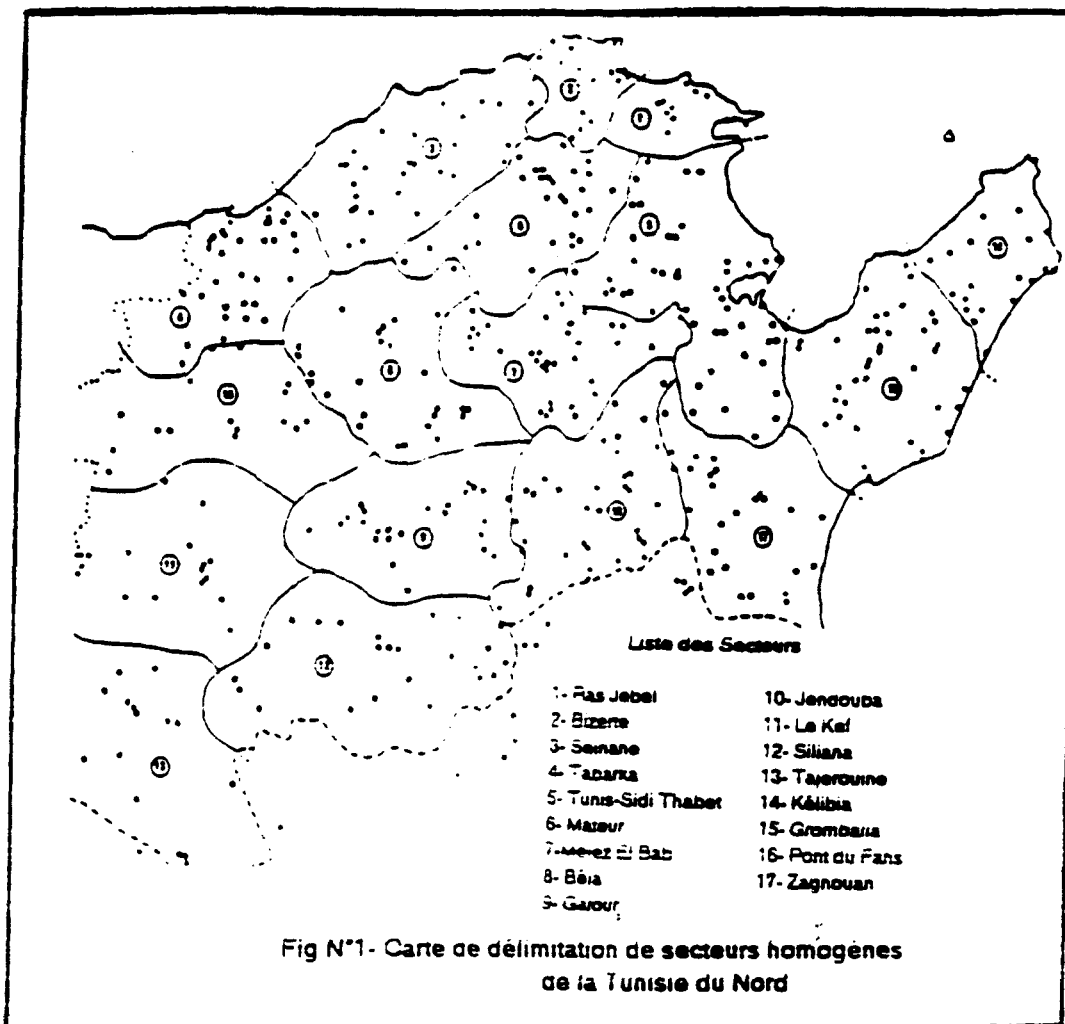 Liste des Secteurs
1- Ras Jebel
2- Bizerte
3- Sejnane
4- Tabarka
5- Tunis-Sidi Thabet
6- Mateur
7- Mejez El Bab
8- Béja
9- Gafour
10- Jendouba
11- Le Kef
12- Siliana
13- Tajerouine
14- Kélibia
15- Grombalia
16- Pont du Fahs
17- Zaghouan
Fig N°1- Carte de délimitation de secteurs homogènes
de la Tunisie du Nord